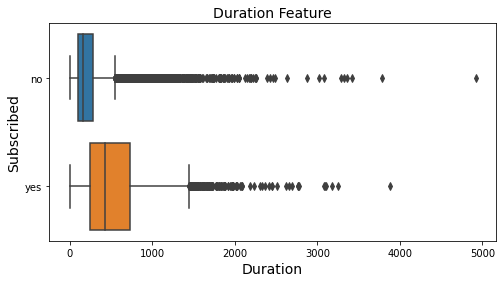 Duration Feature
no
yes
Subscribed
0 1000 2000 3000 4000 5000
Duration